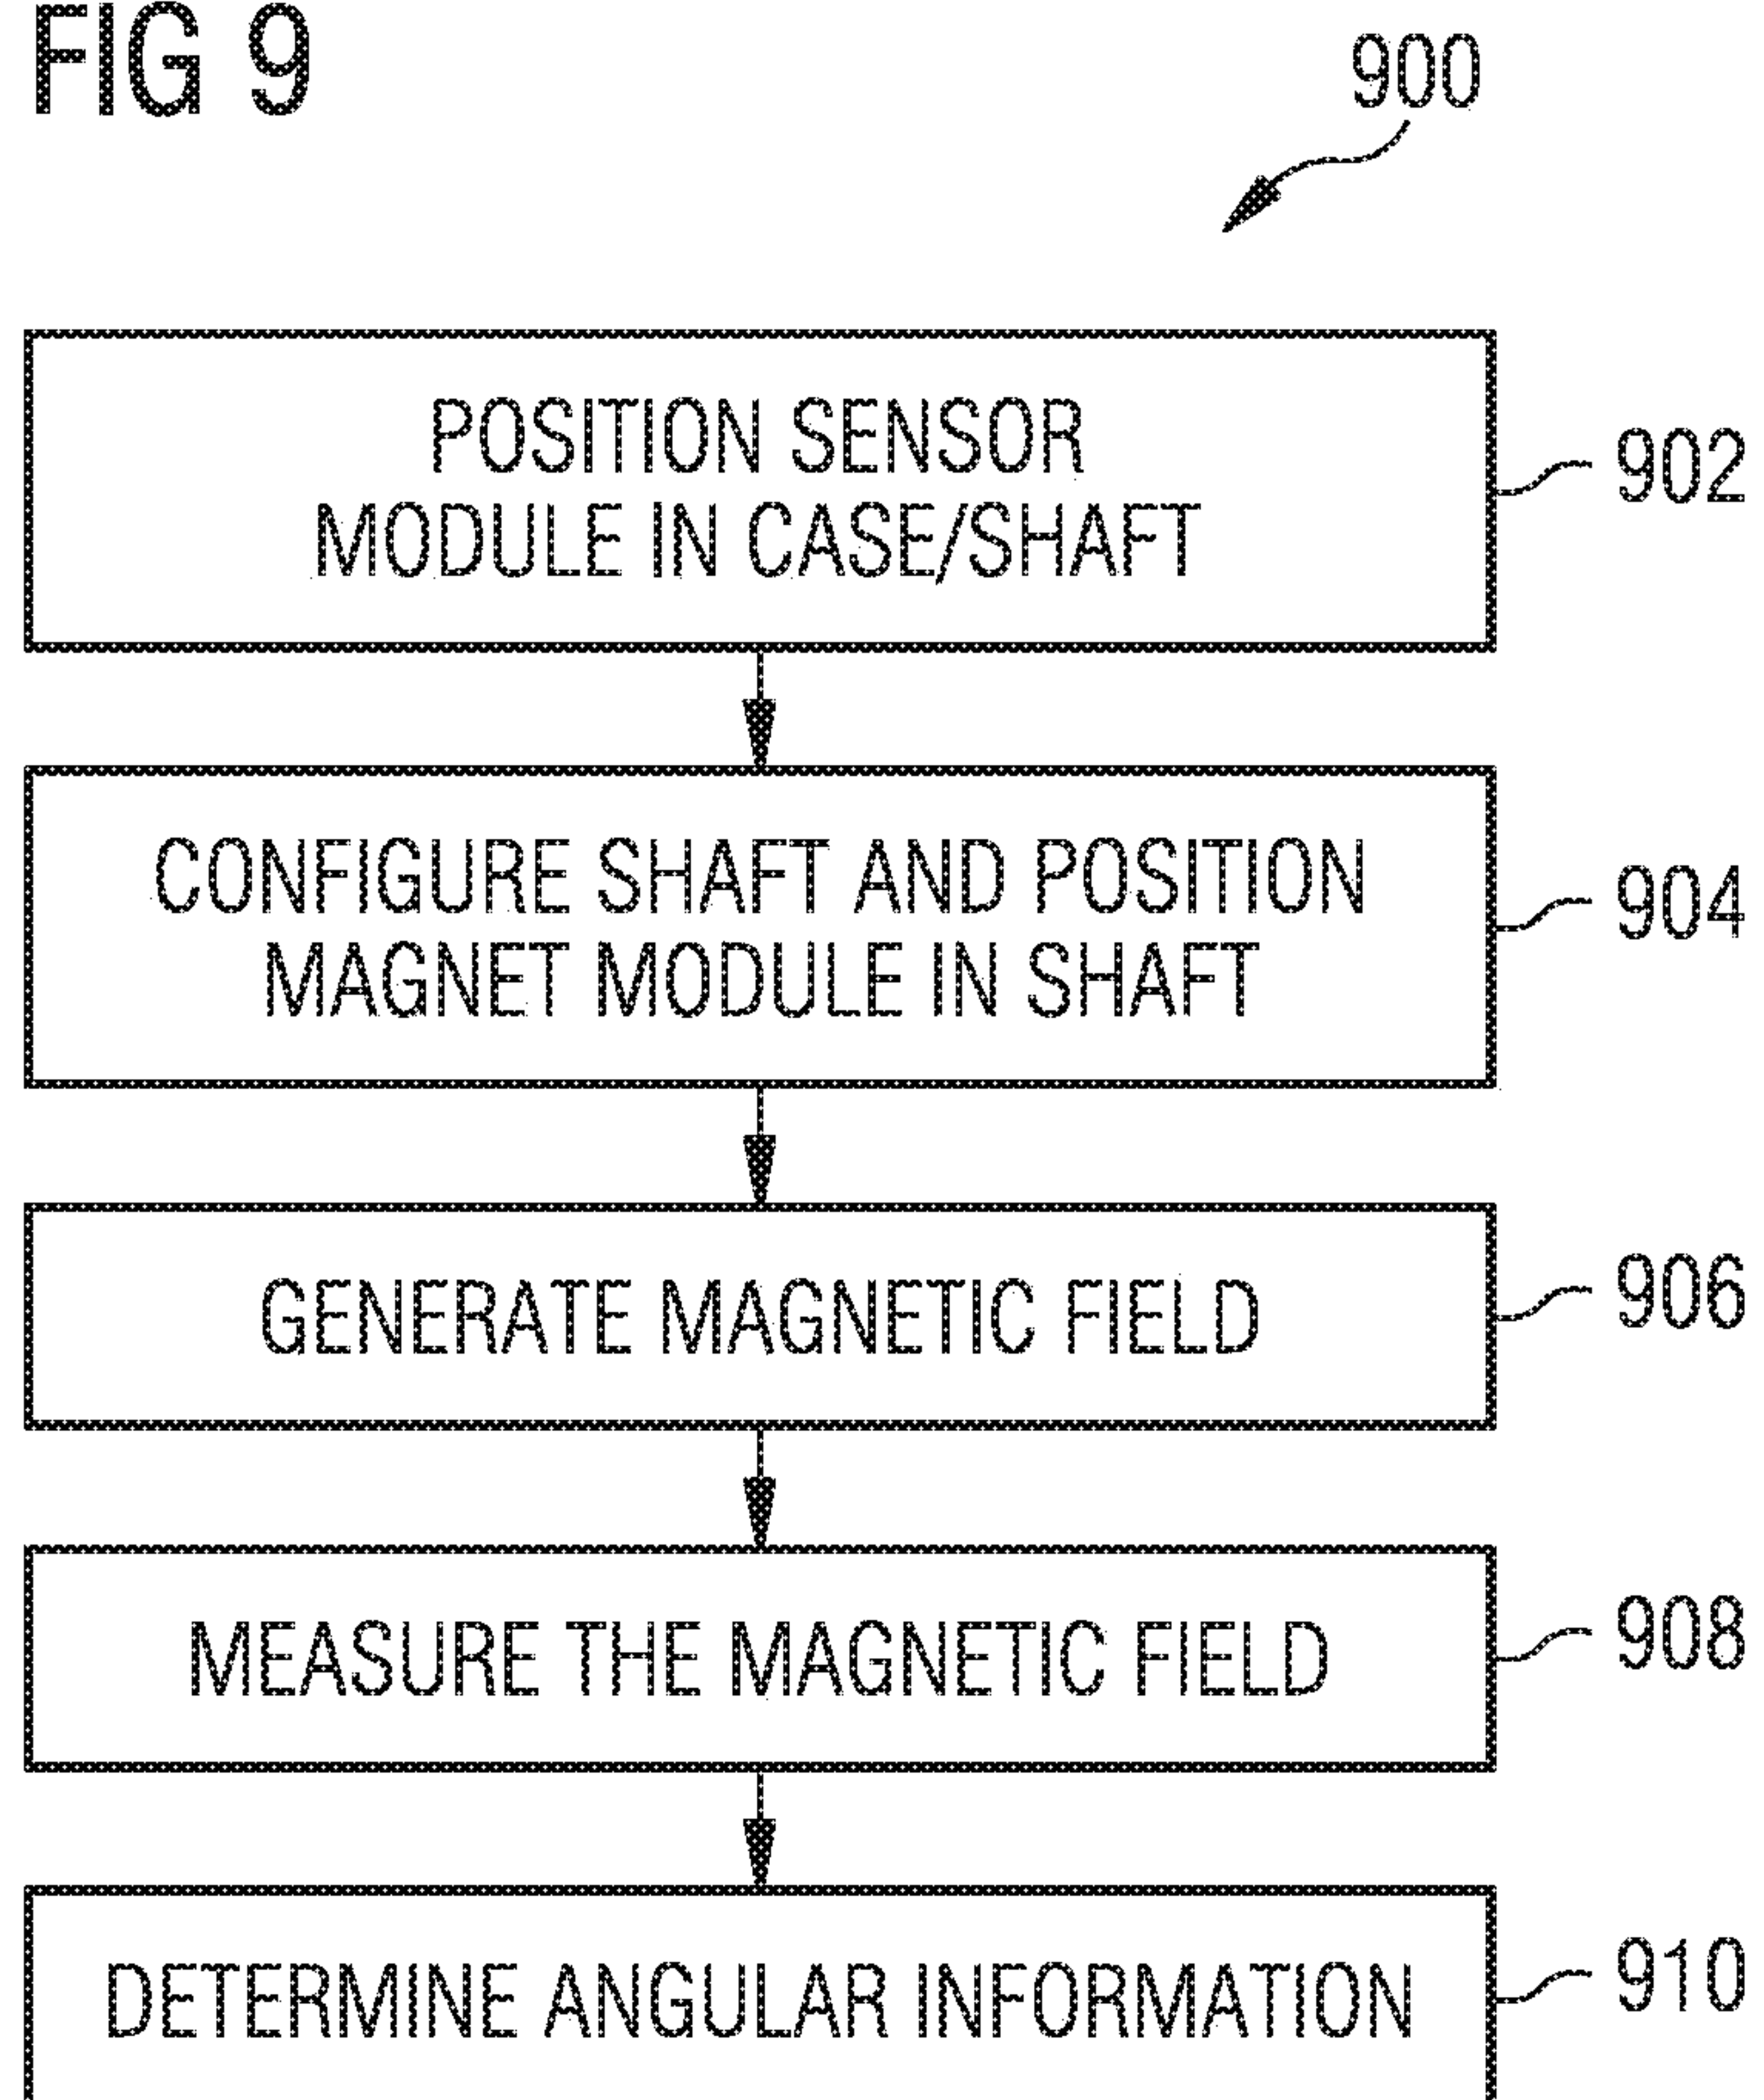 FIG 9
900
POSITION SENSOR
MODULE IN CASE/SHAFT
902
CONFIGURE SHAFT AND POSITION
MAGNET MODULE IN SHAFT
904
GENERATE MAGNETIC FIELD
906
MEASURE THE MAGNETIC FIELD
908
DETERMINE ANGULAR INFORMATION
910